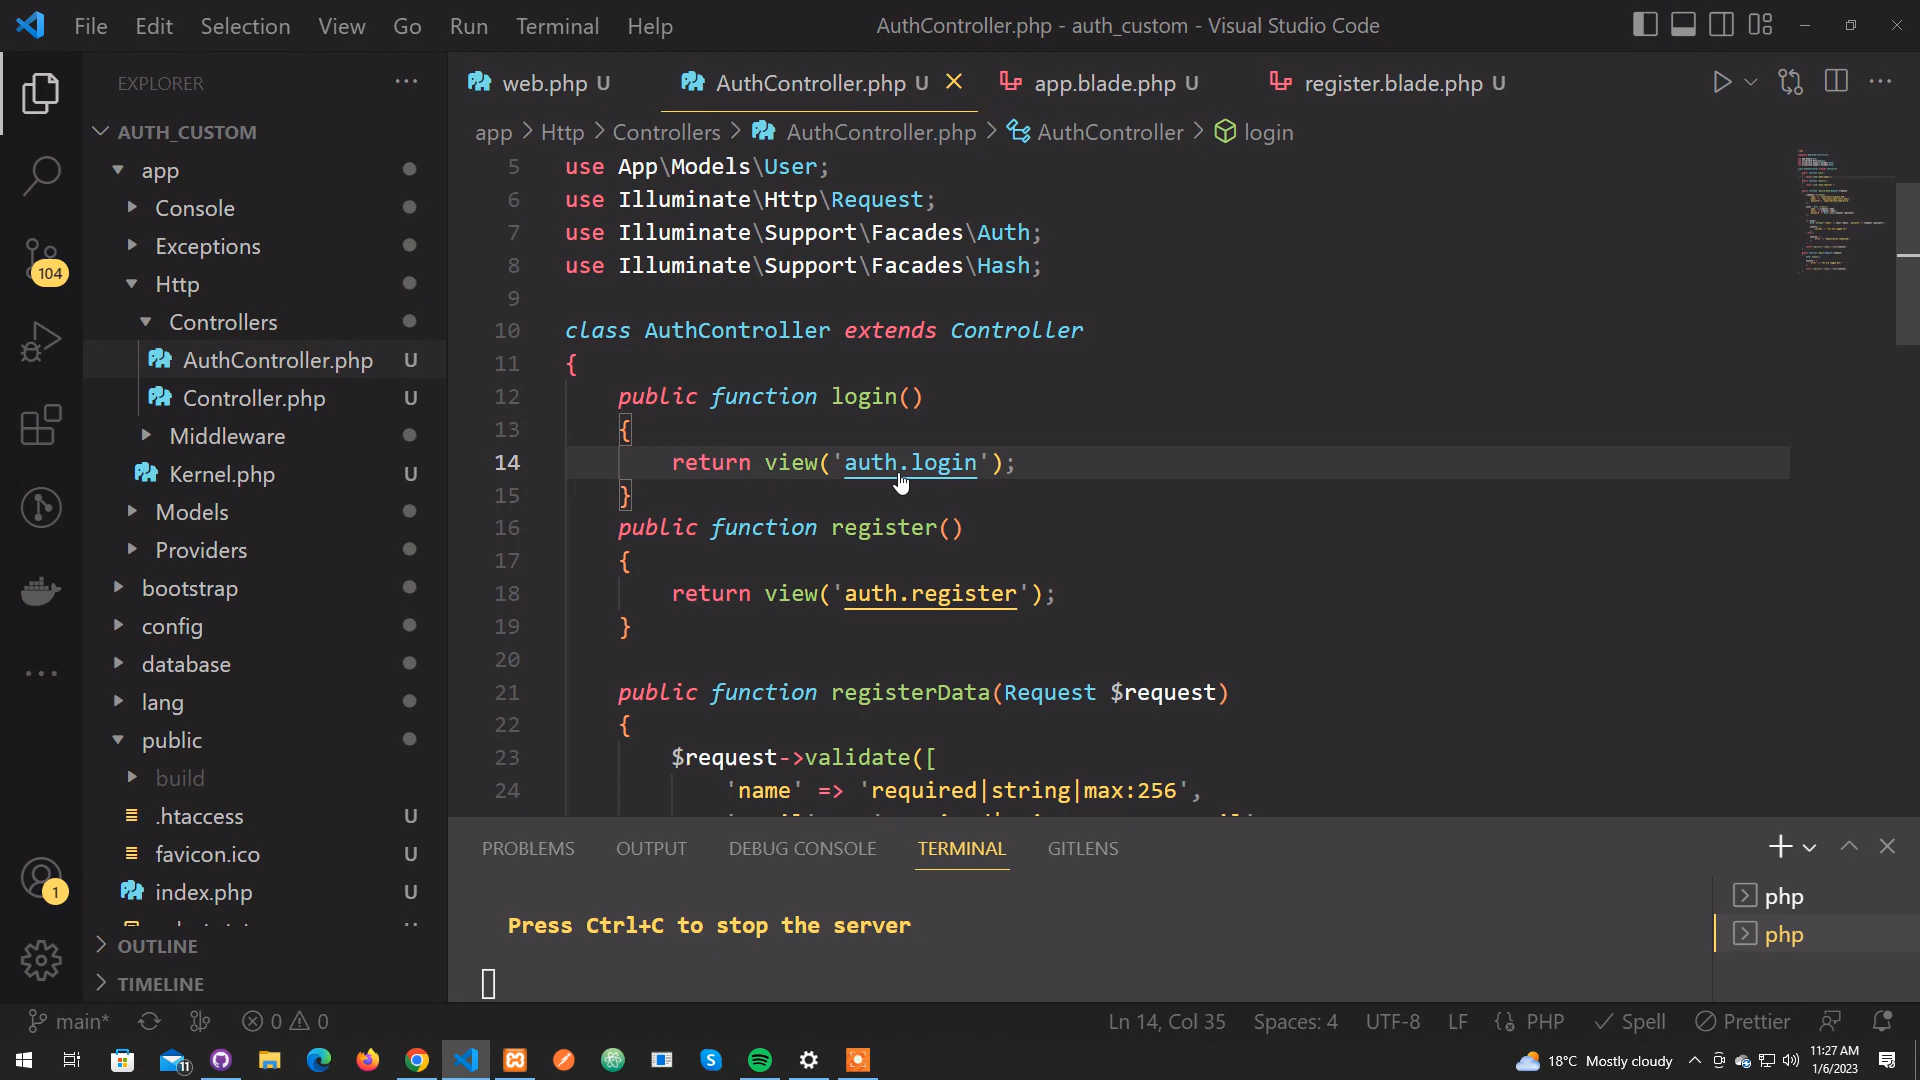 File Edit Selection View Go Run Terminal Help
AuthController.php - auth_custom - Visual Studio Code
EXPLORER
web.php U
AuthController.php U
app.blade.php U
register.blade.php U
app > Http > Controllers > AuthController.php > AuthController > login
AUTH_CUSTOM
app
Console
Exceptions
Http
Controllers
AuthController.php U
Controller.php U
Middleware
Kernel.php U
Models
Providers
bootstrap
config
database
lang
public
build
.htaccess U
favicon.ico U
index.php U
OUTLINE
TIMELINE
104
1
5 use App\Models\User;
6 use Illuminate\Http\Request;
7 use Illuminate\Support\Facades\Auth;
8 use Illuminate\Support\Facades\Hash;
9
10 class AuthController extends Controller
11 {
12 public function login()
13 {
14 return view('auth.login');
15 }
16 public function register()
17 {
18 return view('auth.register');
19 }
20
21 public function registerData(Request $request)
22 {
23 $request->validate([
24 'name' => 'required|string|max:256',
PROBLEMS OUTPUT DEBUG CONSOLE TERMINAL GITLENS
Press Ctrl+C to stop the server
php
php
main* 0 0
Ln 14, Col 35 Spaces: 4 UTF-8 LF PHP Spell Prettier
11
18°C Mostly cloudy
11:27 AM
1/6/2023